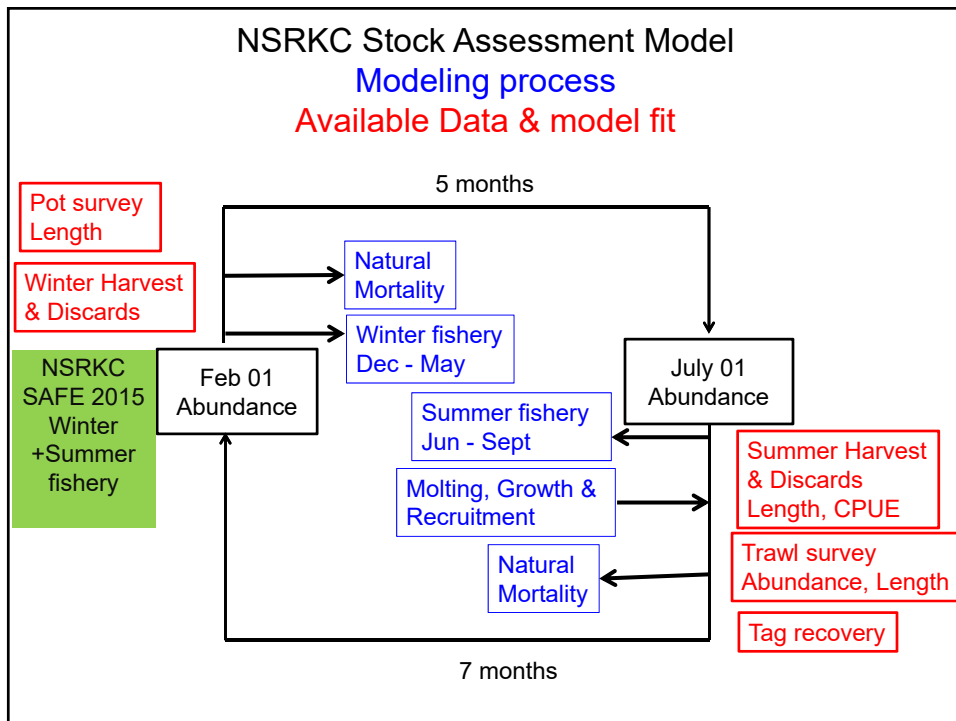 NSRKC Stock Assessment Model
Modeling process
Available Data & model fit
5 months
Pot survey
Length
Winter Harvest
& Discards
NSRKC
SAFE 2015
Winter
+Summer
fishery
Feb 01
Abundance
Natural
Mortality
Winter fishery
Dec - May
July 01
Abundance
Summer fishery
Jun - Sept
Molting, Growth &
Recruitment
Natural
Mortality
Summer Harvest
& Discards
Length, CPUE
Trawl survey
Abundance, Length
Tag recovery
7 months